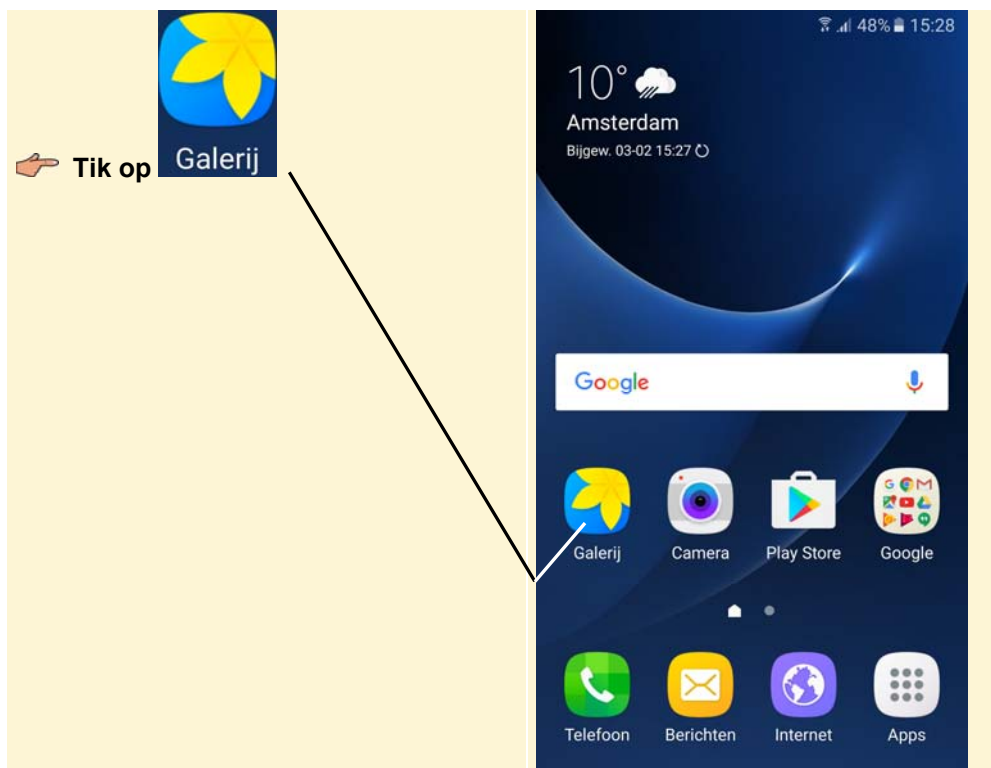 Tik op Galerij
48% 15:28
10°
Amsterdam
Bijgew. 03-02 15:27
Google
Galerij Camera Play Store Google
Telefoon Berichten Internet Apps